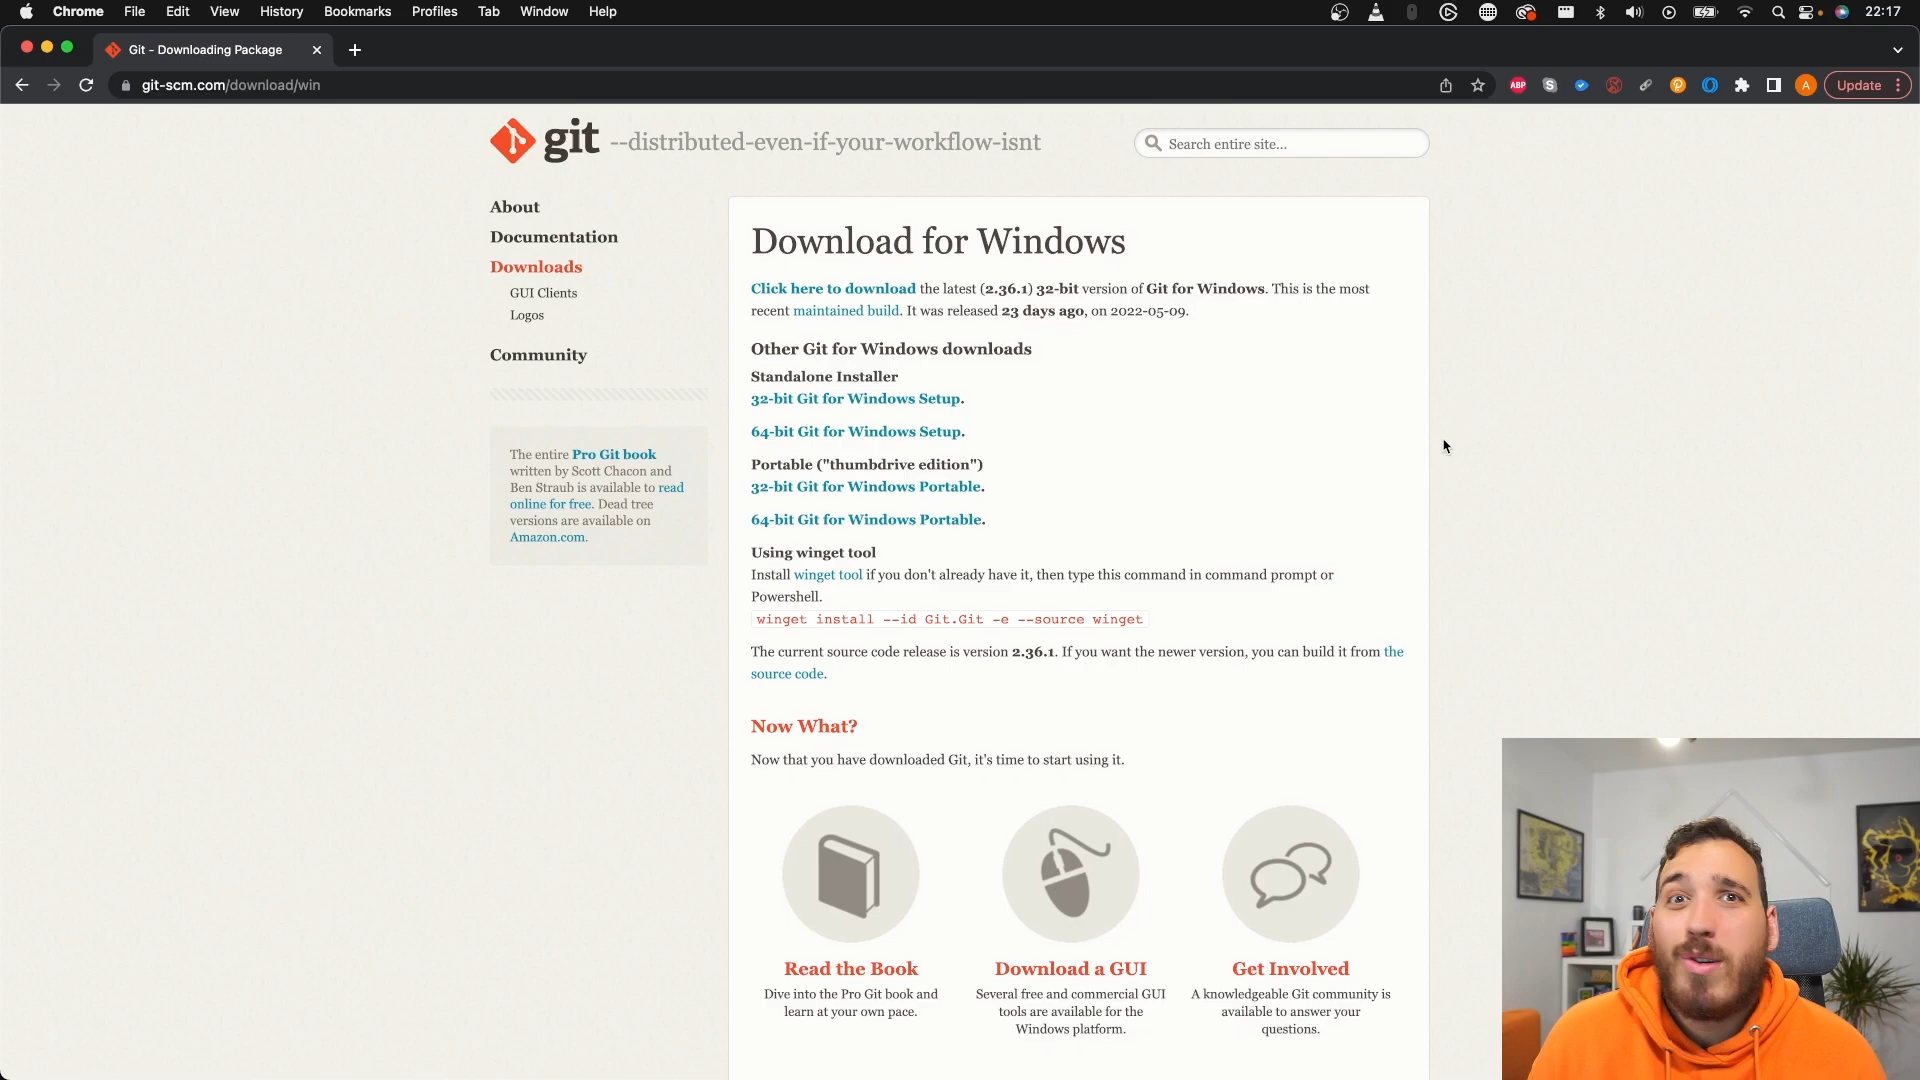 Chrome File Edit View History Bookmarks Profiles Tab Window Help 22:17
Git - Downloading Package
git-scm.com/download/win
ABP
A
Update
git --distributed-even-if-your-workflow-isnt
Search entire site...
About
Documentation
Downloads
GUI Clients
Logos
Community
The entire Pro Git book
written by Scott Chacon and
Ben Straub is available to read
online for free. Dead tree
versions are available on
Amazon.com.
Download for Windows
Click here to download the latest (2.36.1) 32-bit version of Git for Windows. This is the most
recent maintained build. It was released 23 days ago, on 2022-05-09.
Other Git for Windows downloads
Standalone Installer
32-bit Git for Windows Setup.
64-bit Git for Windows Setup.
Portable ("thumbdrive edition")
32-bit Git for Windows Portable.
64-bit Git for Windows Portable.
Using winget tool
Install winget tool if you don't already have it, then type this command in command prompt or
Powershell.
winget install --id Git.Git -e --source winget
The current source code release is version 2.36.1. If you want the newer version, you can build it from the
source code.
Now What?
Now that you have downloaded Git, it's time to start using it.
Read the Book
Dive into the Pro Git book and
learn at your own pace.
Download a GUI
Several free and commercial GUI
tools are available for the
Windows platform.
Get Involved
A knowledgeable Git community is
available to answer your
questions.